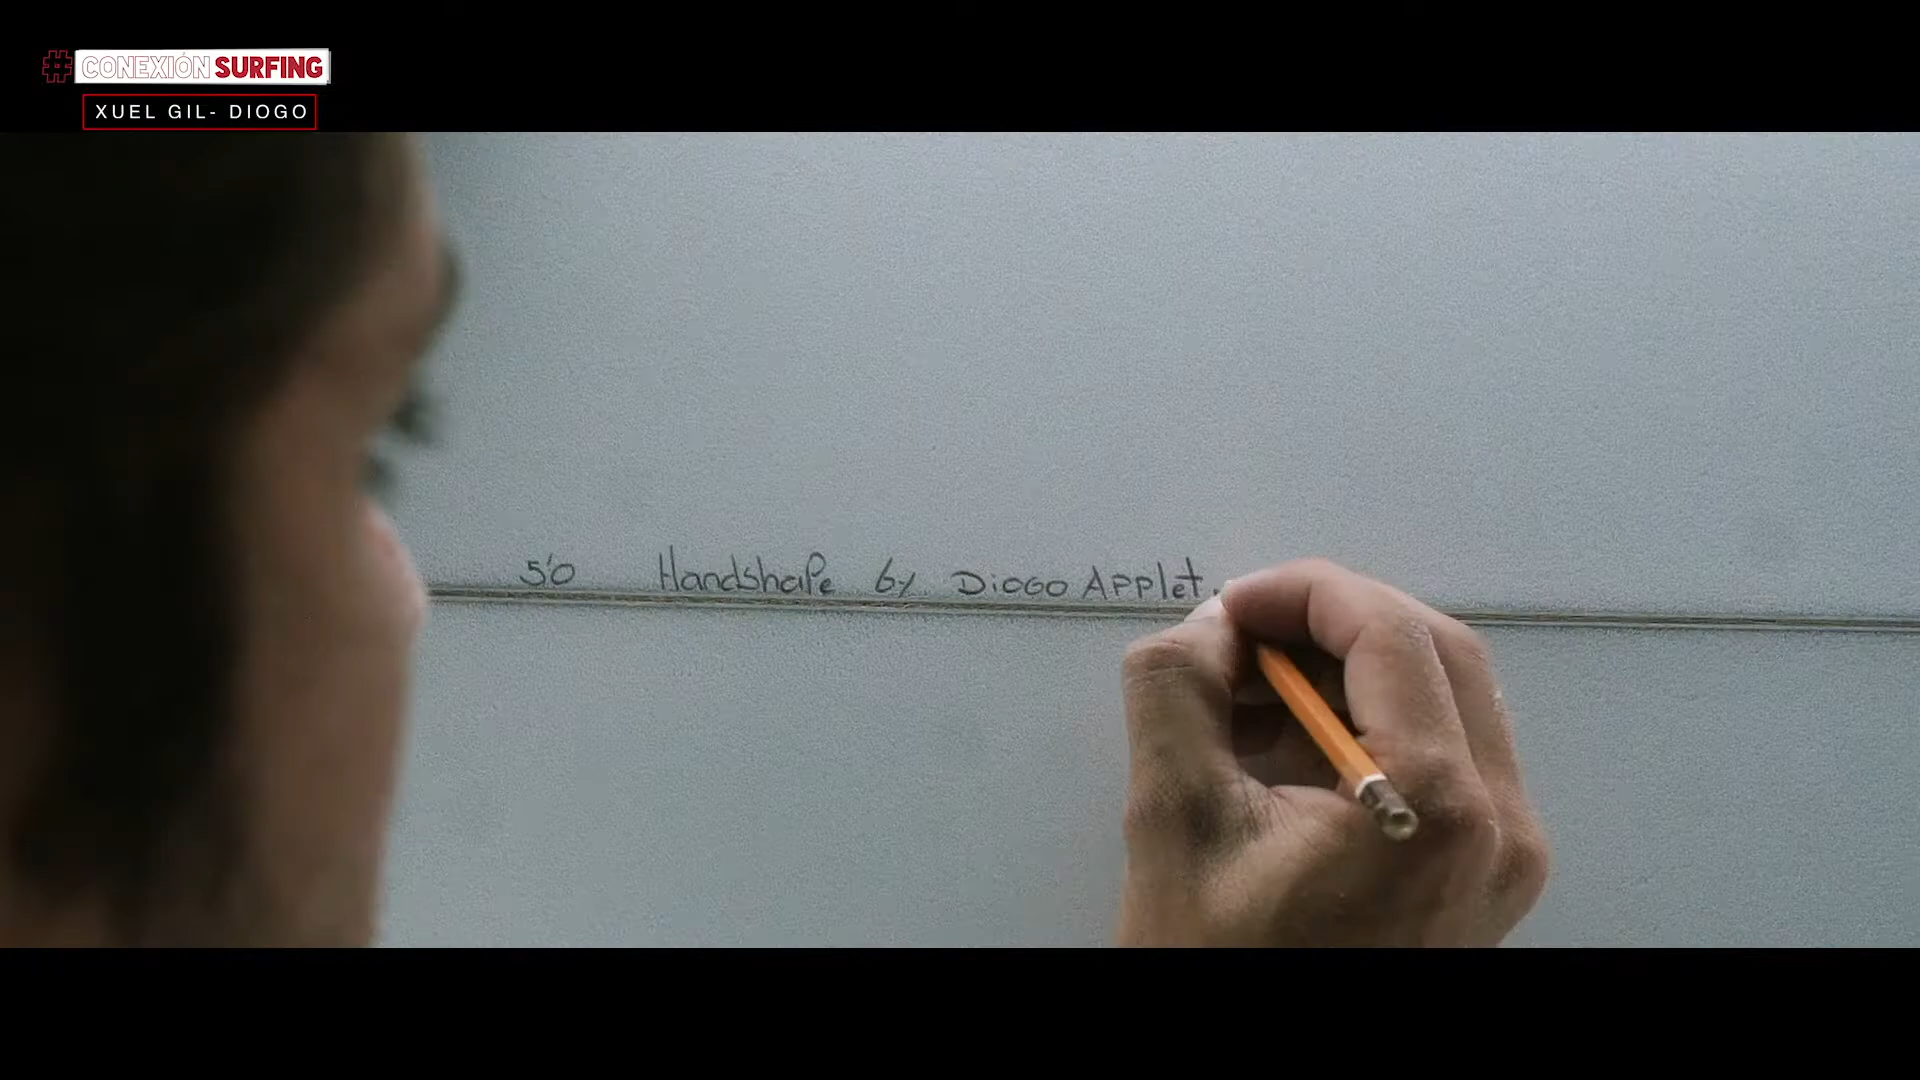 #CONEXIÓN SURFING
XUEL GIL- DIOGO
5'0 Handshape by Diogo Applet.